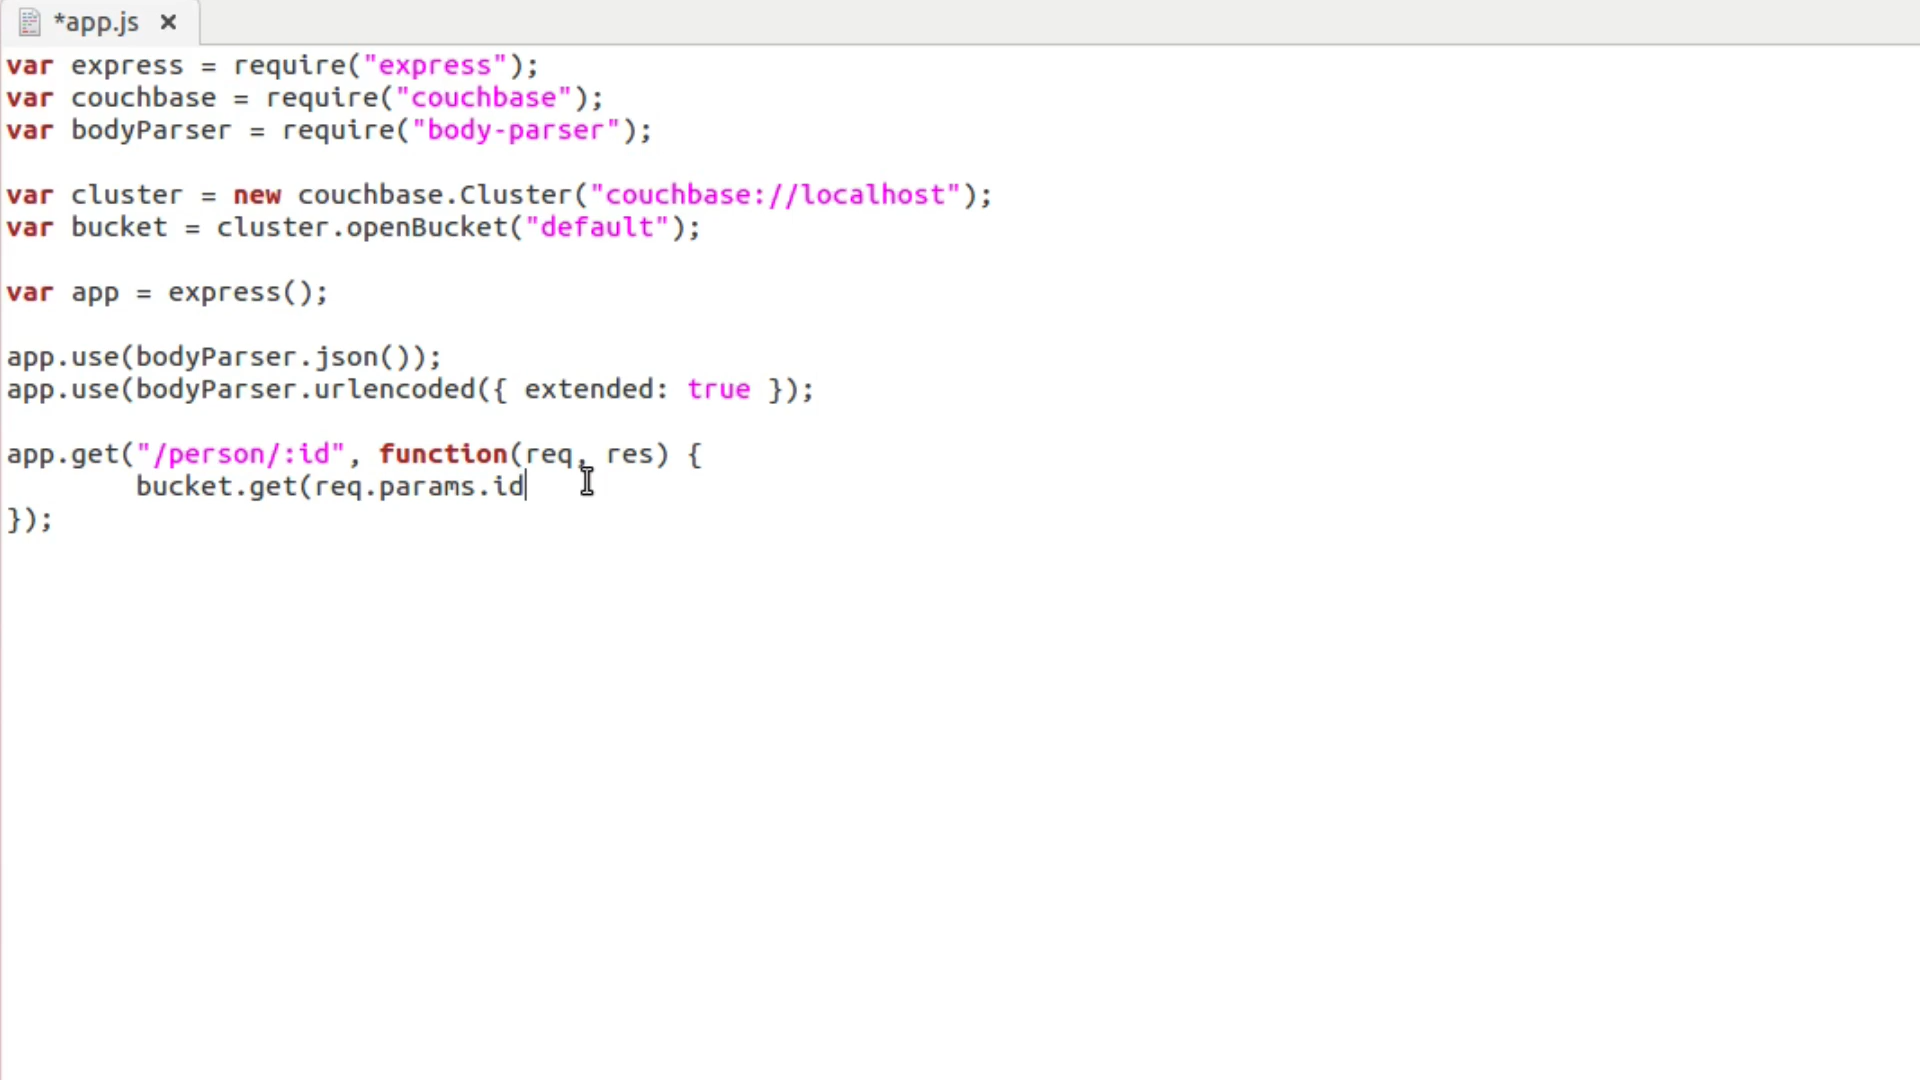 *app.js ×
var express = require("express");
var couchbase = require("couchbase");
var bodyParser = require("body-parser");
var cluster = new couchbase.Cluster("couchbase://localhost");
var bucket = cluster.openBucket("default");
var app = express();
app.use(bodyParser.json());
app.use(bodyParser.urlencoded({ extended: true });
app.get("/person/:id", function(req, res) {
        bucket.get(req.params.id
});